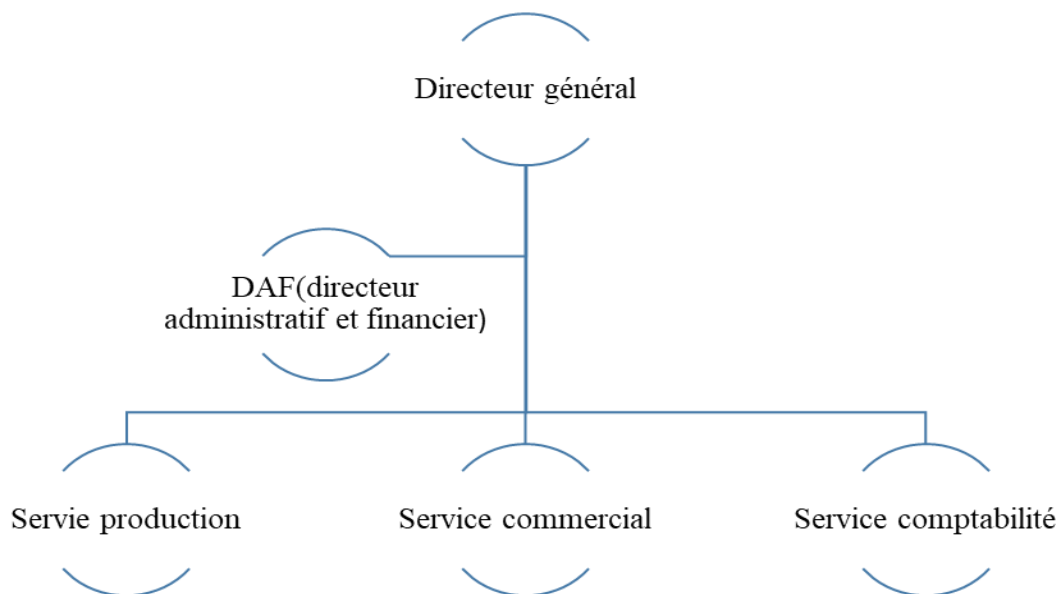 Directeur général
DAF(directeur
administratif et financier)
Servie production
Service commercial
Service comptabilité